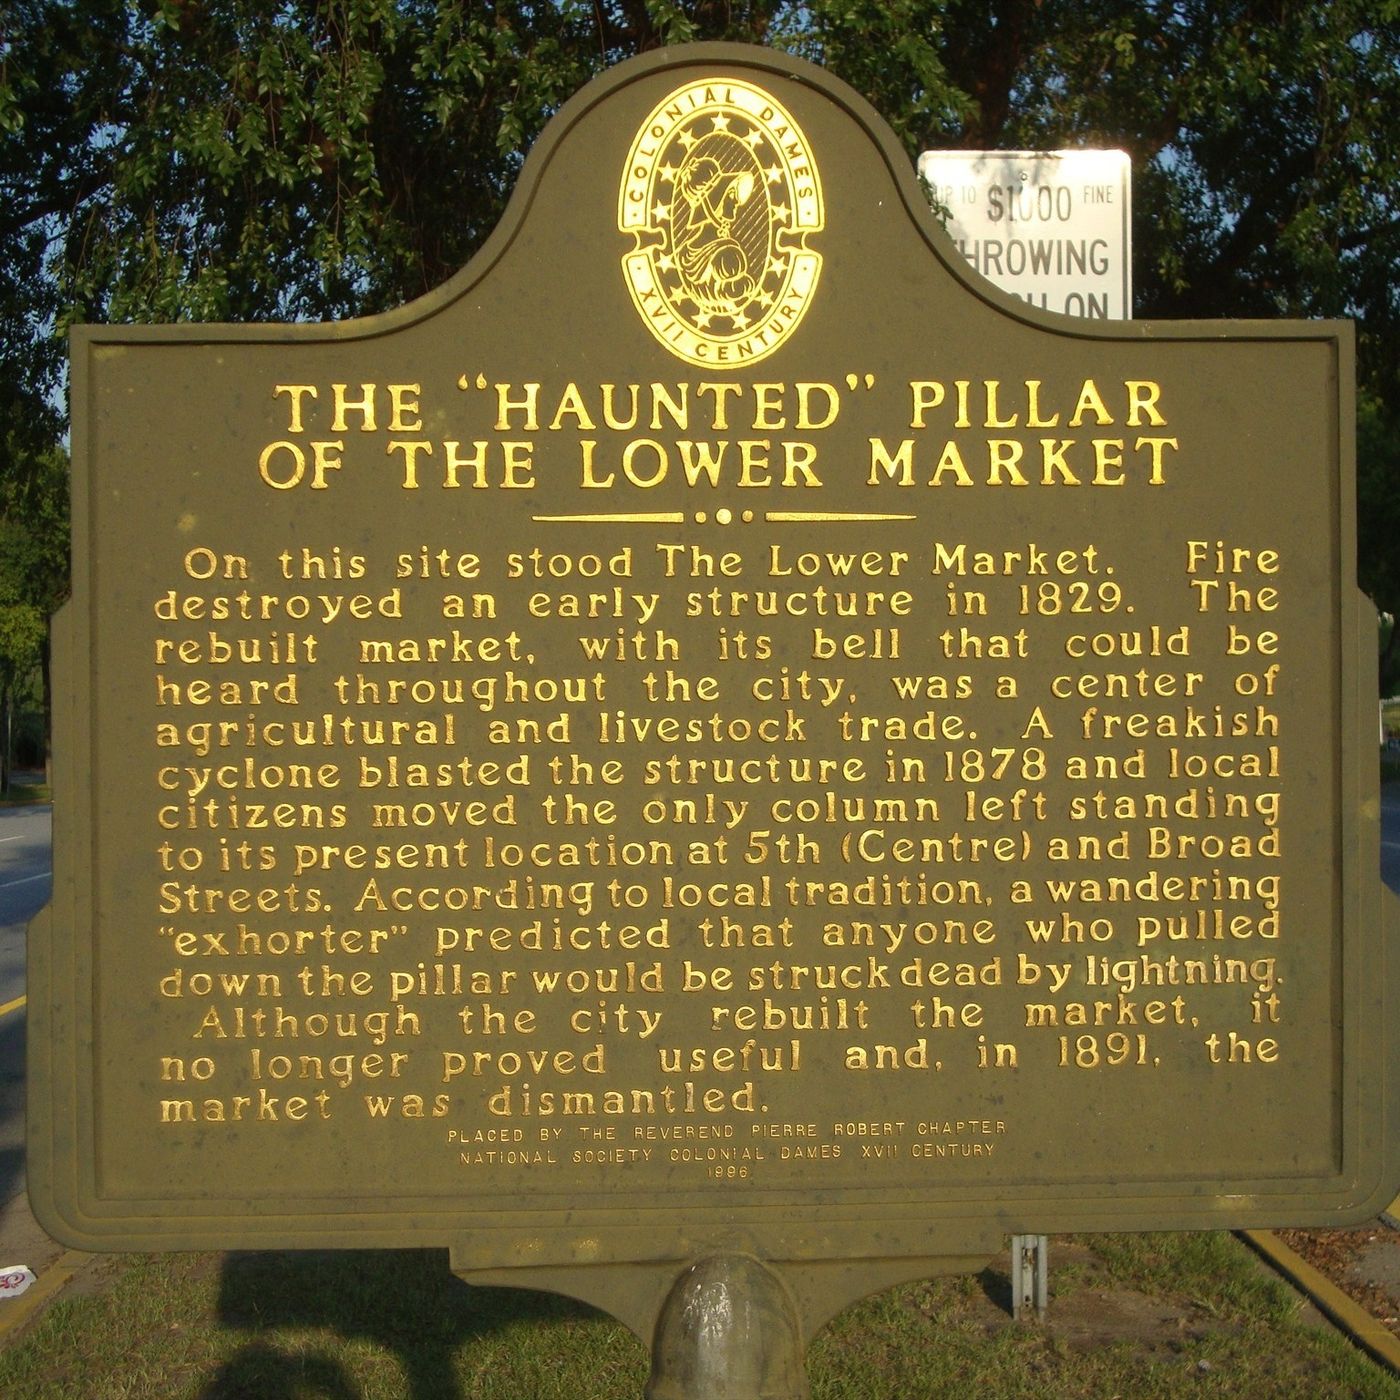 COLONIAL DAMES
XVII CENTURY
UP TO $1000 FINE
THROWING
ON
THE “HAUNTED” PILLAR
OF THE LOWER MARKET
On this site stood The Lower Market. Fire
destroyed an early structure in 1829. The
rebuilt market, with its bell that could be
heard throughout the city, was a center of
agricultural and livestock trade. A freakish
cyclone blasted the structure in 1878 and local
citizens moved the only column left standing
to its present location at 5th (Centre) and Broad
Streets. According to local tradition, a wandering
“exhorter” predicted that anyone who pulled
down the pillar would be struck dead by lightning.
Although the city rebuilt the market, it
no longer proved useful and, in 1891, the
market was dismantled.
PLACED BY THE REVEREND PIERRE ROBERT CHAPTER
NATIONAL SOCIETY COLONIAL DAMES XVII CENTURY
1996